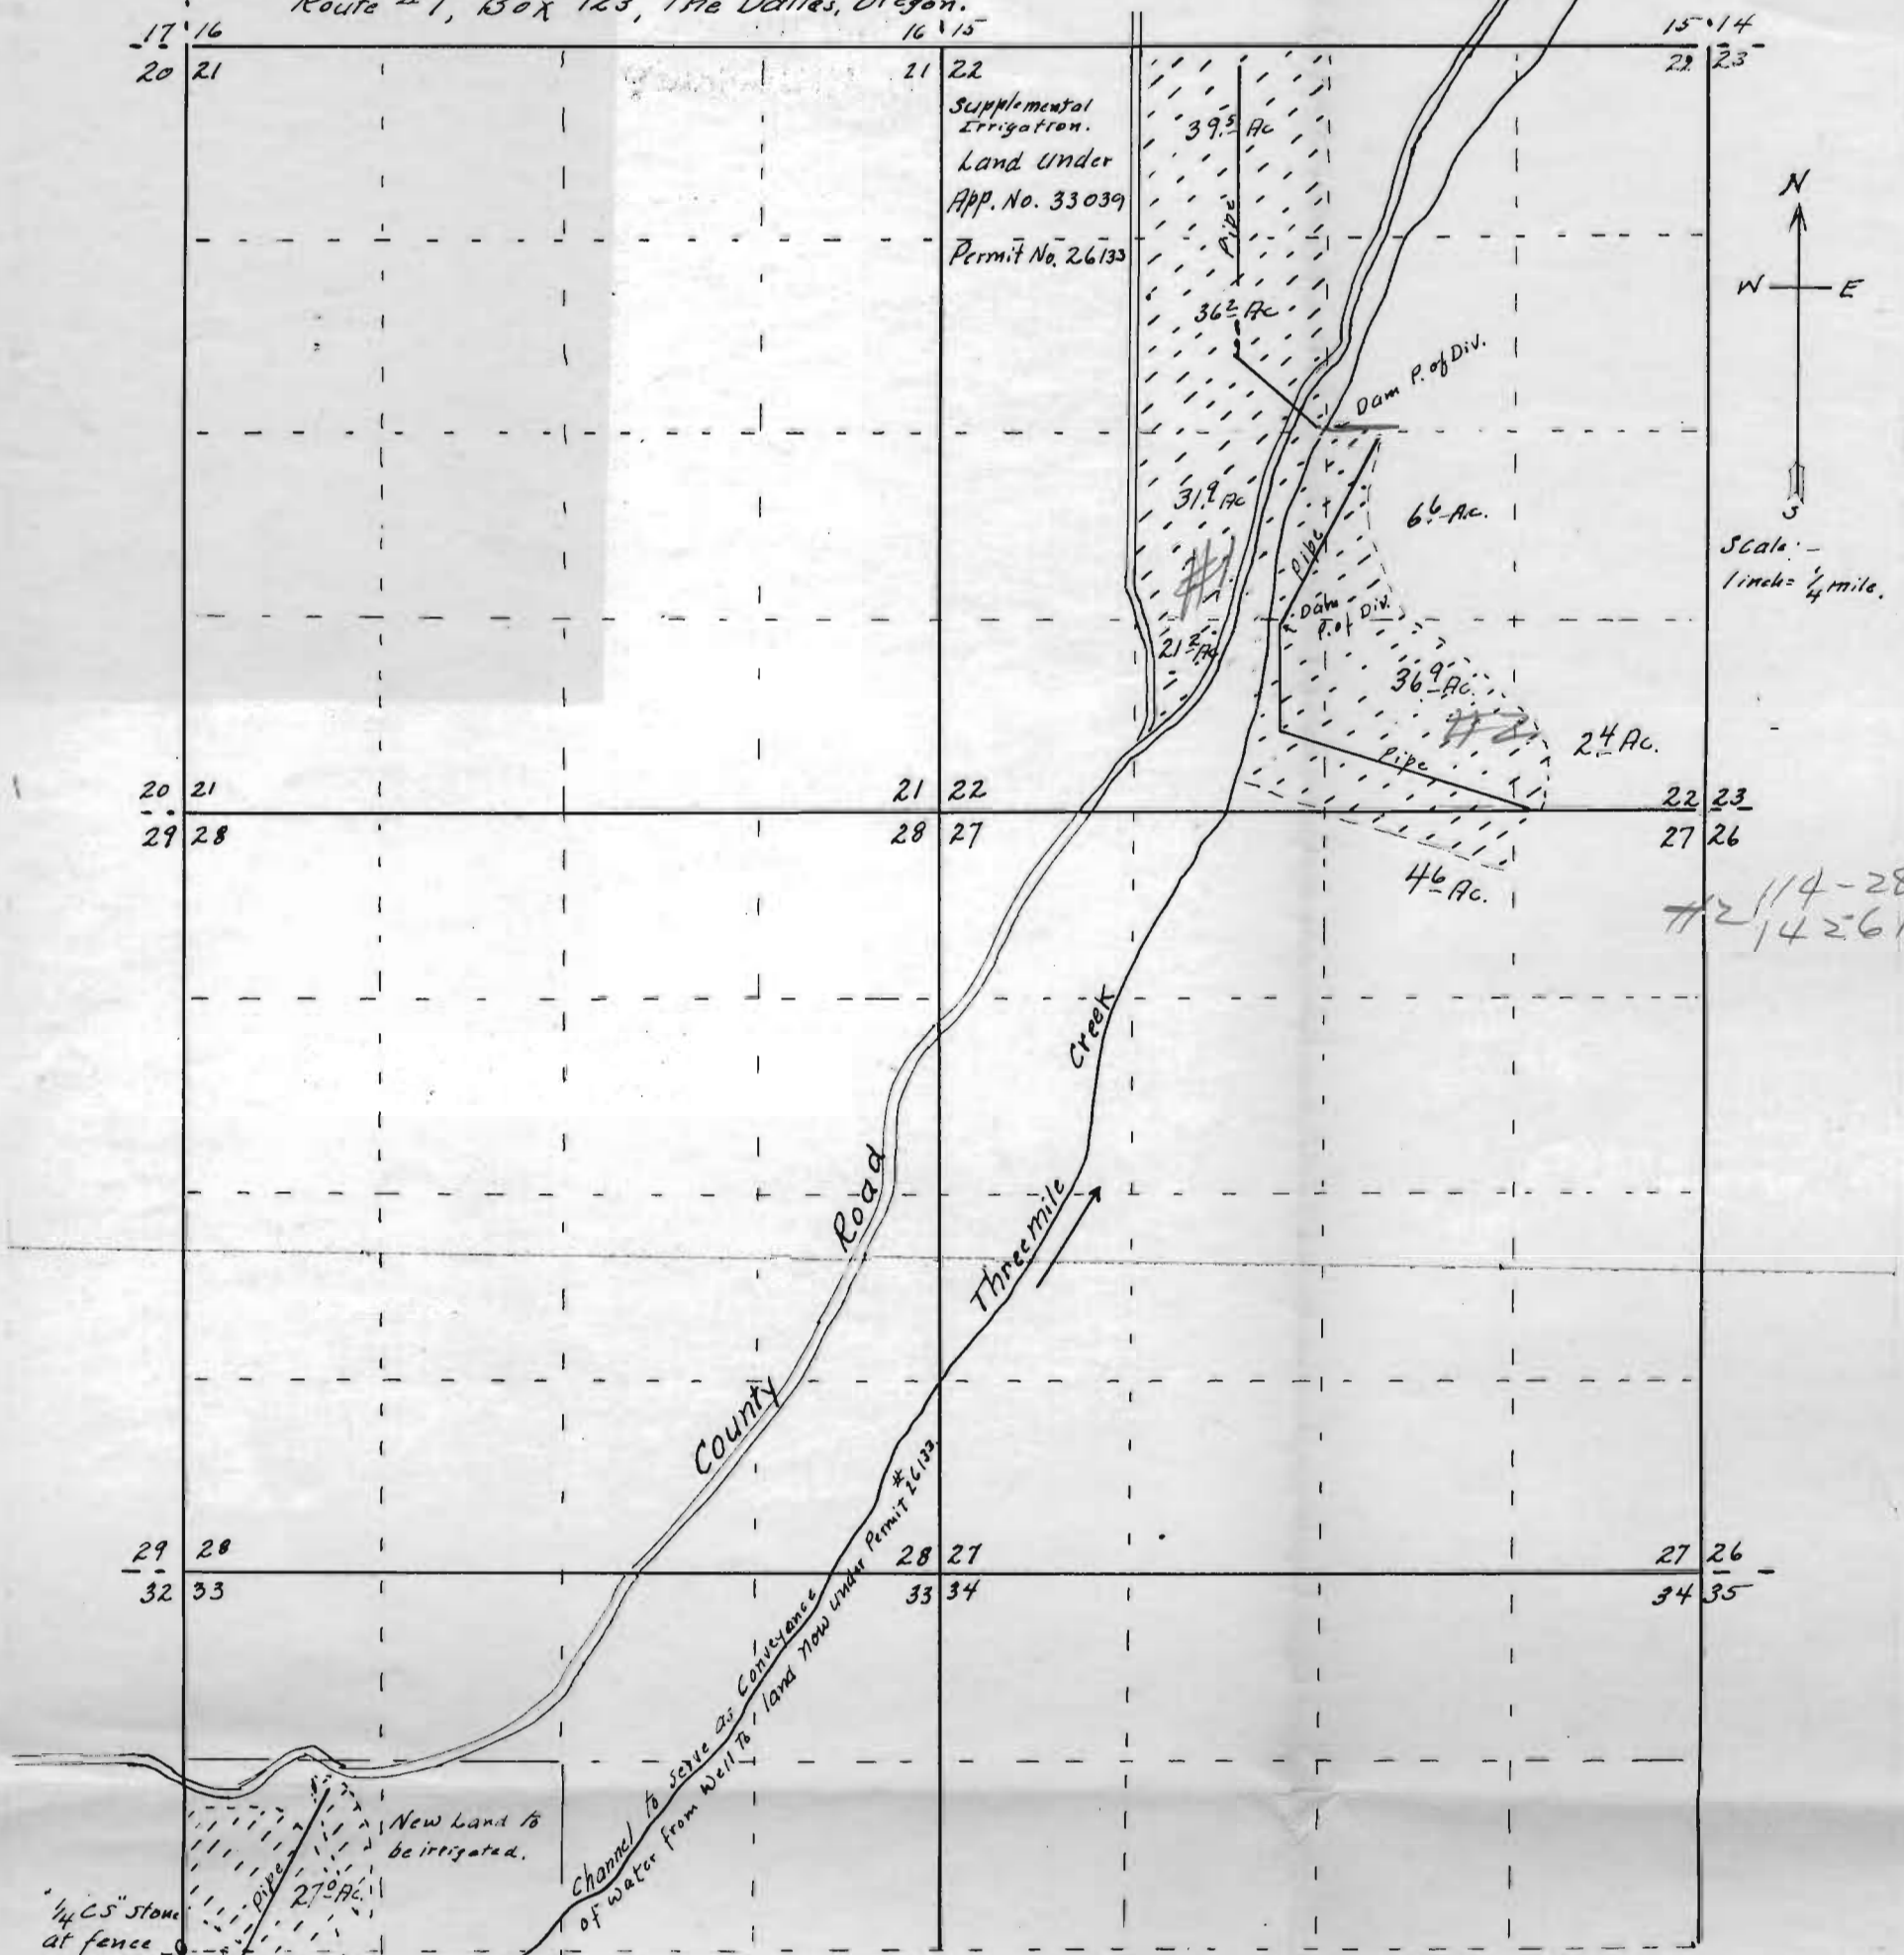 Route #1, Box 123, The Dalles, Oregon.
17 16
16 15
15 14
20 21
21 22
22 23
Supplemental
Irrigation.
Land Under
App. No. 33039
Permit No. 26133
39.5 Ac
Pipe
36.2 Ac
N
W E
S
Scale:-
1 inch = 1/4 mile.
Dam P. of Div.
31.9 Ac
#1
6.6 Ac.
Pipe
Dam
P. of Div.
21.2 Ac
36.9 Ac.
#2
2.4 Ac.
Pipe
20 21
21 22
22 23
29 28
28 27
27 26
4.6 Ac.
#2
114-28
14261
Creek
Threemile
Road
County
29 28
28 27
27 26
32 33
33 34
34 35
Channel to serve as Conveyance
of water from well to land now under Permit #26133.
New Land to
be irrigated.
Pipe
27.0 Ac.
"1/4 CS" stone
at fence